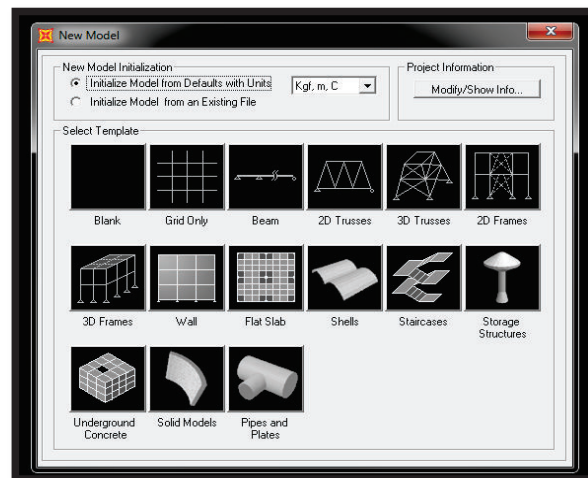 New Model
New Model Initialization
Initialize Model from Defaults with Units
Kgf, m, C
Initialize Model from an Existing File
Project Information
Modify/Show Info...
Select Template
Blank
Grid Only
Beam
2D Trusses
3D Trusses
2D Frames
3D Frames
Wall
Flat Slab
Shells
Staircases
Storage
Structures
Underground
Concrete
Solid Models
Pipes and
Plates